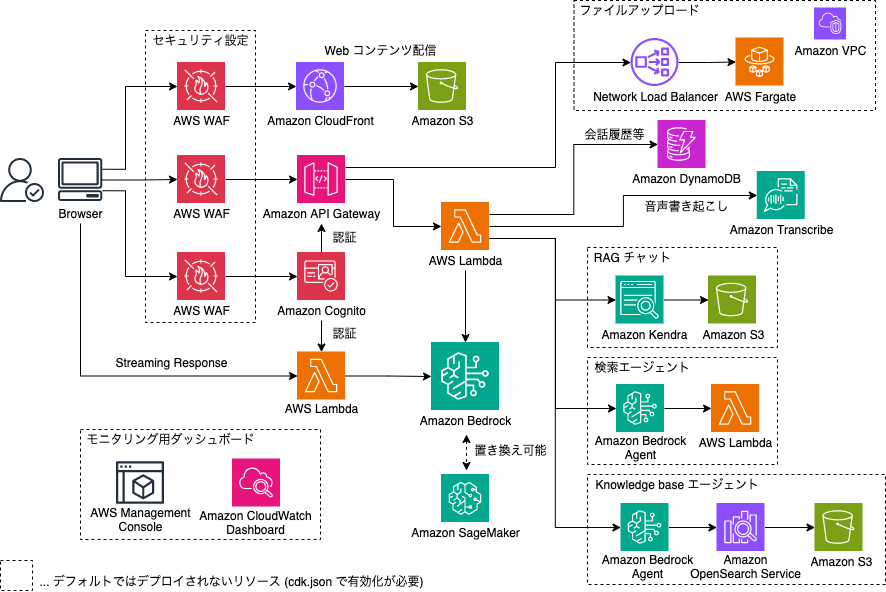 ファイルアップロード
セキュリティ設定
Web コンテンツ配信
Amazon VPC
Network Load Balancer
AWS Fargate
AWS WAF
Amazon CloudFront
Amazon S3
会話履歴等
Amazon DynamoDB
Browser
AWS WAF
Amazon API Gateway
音声書き起こし
Amazon Transcribe
認証
AWS Lambda
RAG チャット
AWS WAF
Amazon Cognito
認証
Amazon Kendra
Amazon S3
Streaming Response
検索エージェント
AWS Lambda
Amazon Bedrock
Amazon Bedrock
Agent
AWS Lambda
モニタリング用ダッシュボード
置き換え可能
Knowledge base エージェント
AWS Management
Console
Amazon CloudWatch
Dashboard
Amazon SageMaker
Amazon Bedrock
Agent
Amazon
OpenSearch Service
Amazon S3
... デフォルトではデプロイされないリソース (cdk.json で有効化が必要)